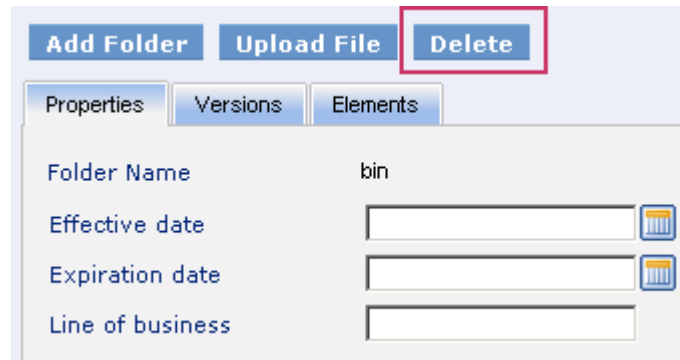 Add Folder Upload File Delete
Properties Versions Elements
Folder Name bin
Effective date
Expiration date
Line of business